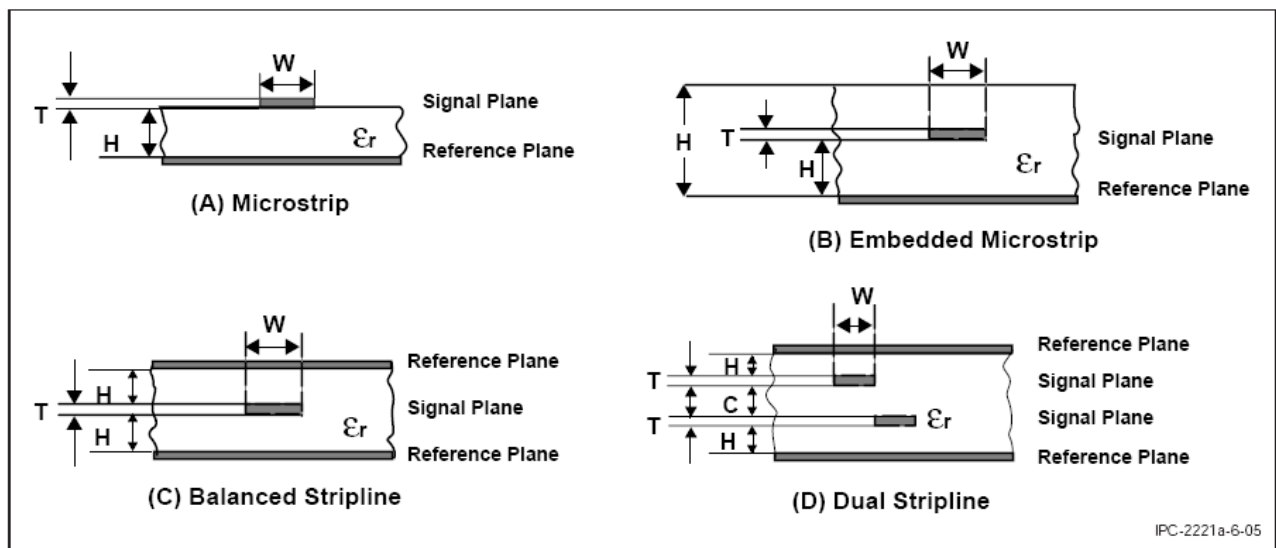 W
Signal Plane
T
H
εr
Reference Plane
(A) Microstrip
W
H
T
Signal Plane
H
εr
Reference Plane
(B) Embedded Microstrip
W
Reference Plane
H
T
Signal Plane
H
εr
Reference Plane
(C) Balanced Stripline
W
Reference Plane
H
T
Signal Plane
C
T
εr
Signal Plane
H
Reference Plane
(D) Dual Stripline
IPC-2221a-6-05